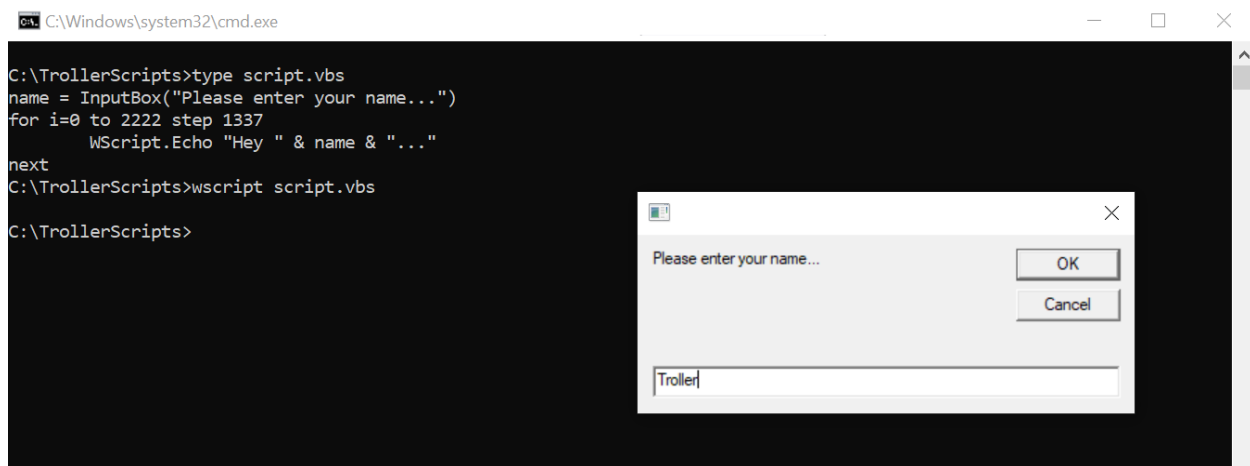 C:\Windows\system32\cmd.exe
C:\TrollerScripts>type script.vbs
name = InputBox("Please enter your name...")
for i=0 to 2222 step 1337
        WScript.Echo "Hey " & name & "..."
next
C:\TrollerScripts>wscript script.vbs
C:\TrollerScripts>
Please enter your name...
OK
Cancel
Troller